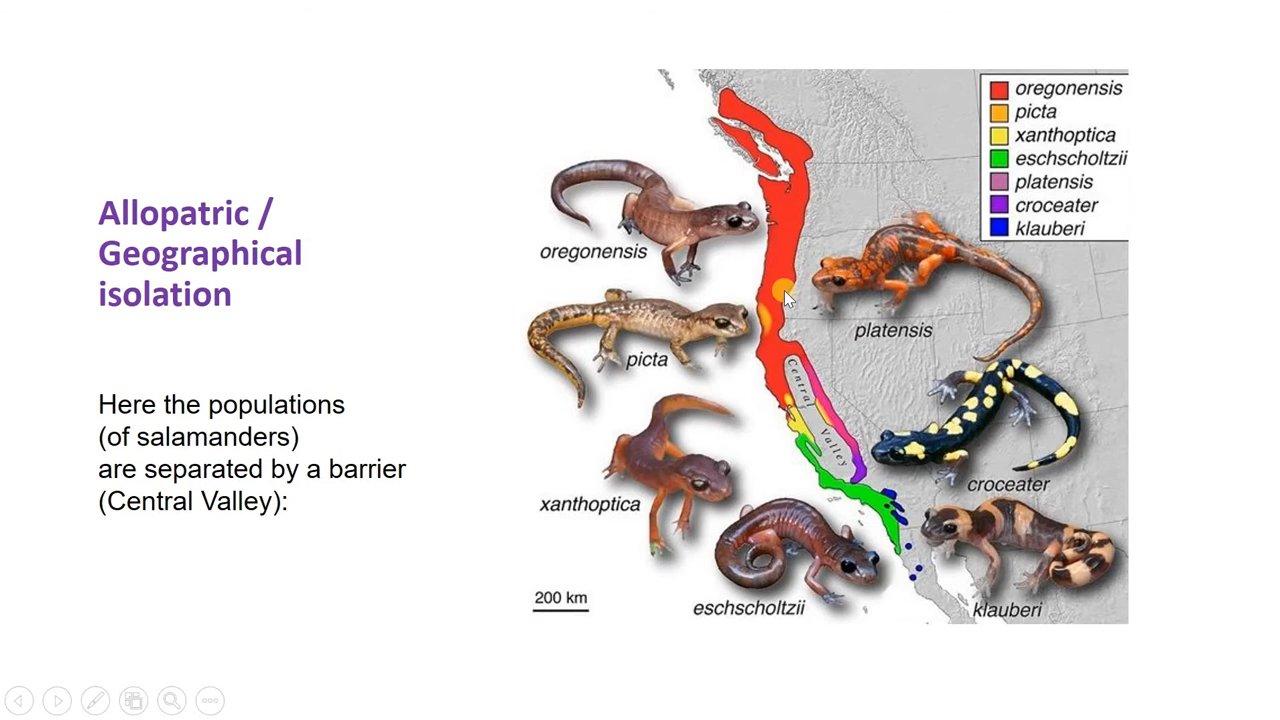 Allopatric /
Geographical
isolation
Here the populations
(of salamanders)
are separated by a barrier
(Central Valley):
oregonensis
picta
xanthoptica
eschscholtzii
platensis
croceater
klauberi
oregonensis
platensis
picta
Central
Valley
croceater
xanthoptica
eschscholtzii
klauberi
200 km